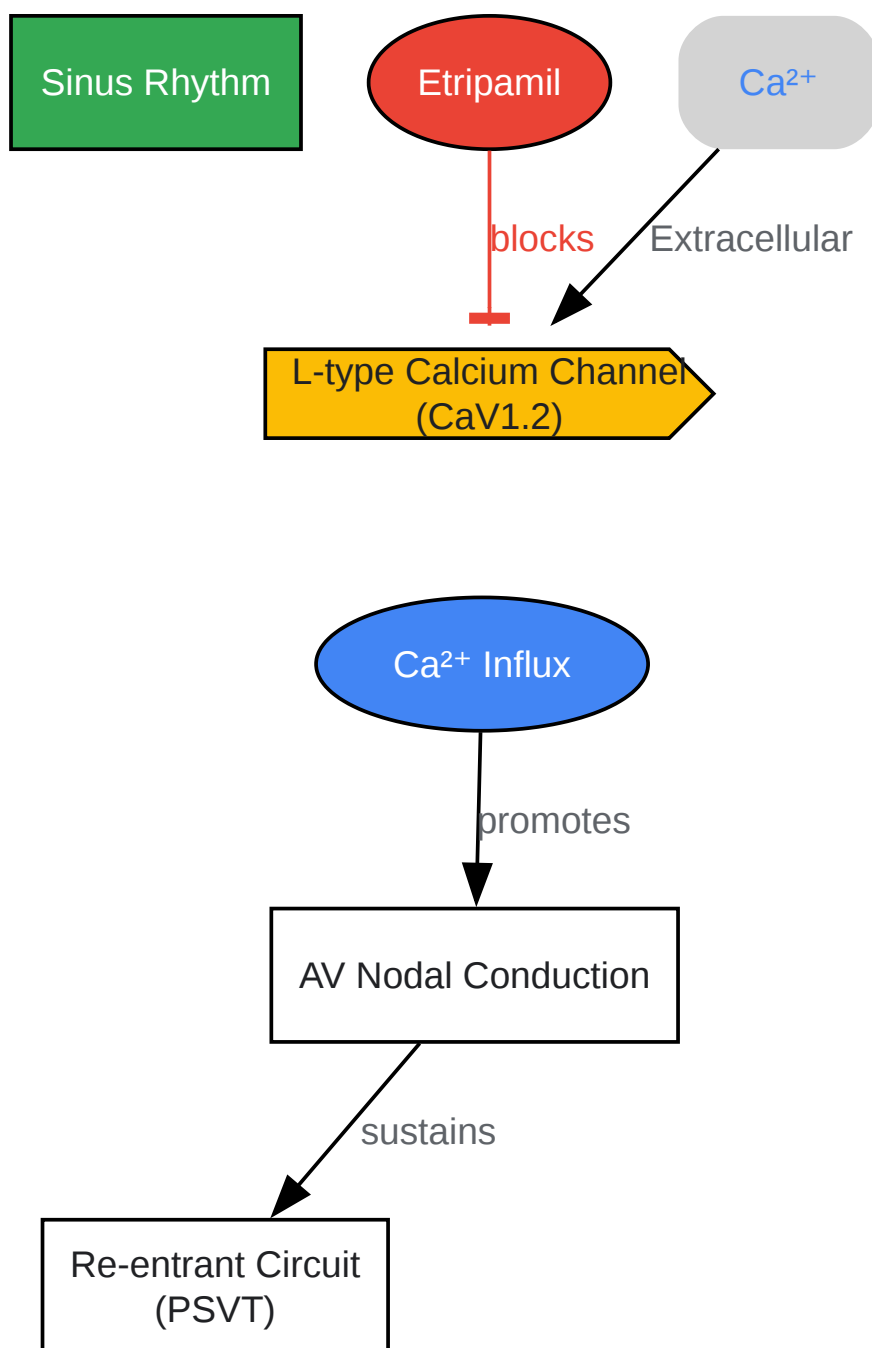 Sinus Rhythm
Etripamil
Ca²⁺
blocks
Extracellular
L-type Calcium Channel
(CaV1.2)
Ca²⁺ Influx
promotes
AV Nodal Conduction
sustains
Re-entrant Circuit
(PSVT)